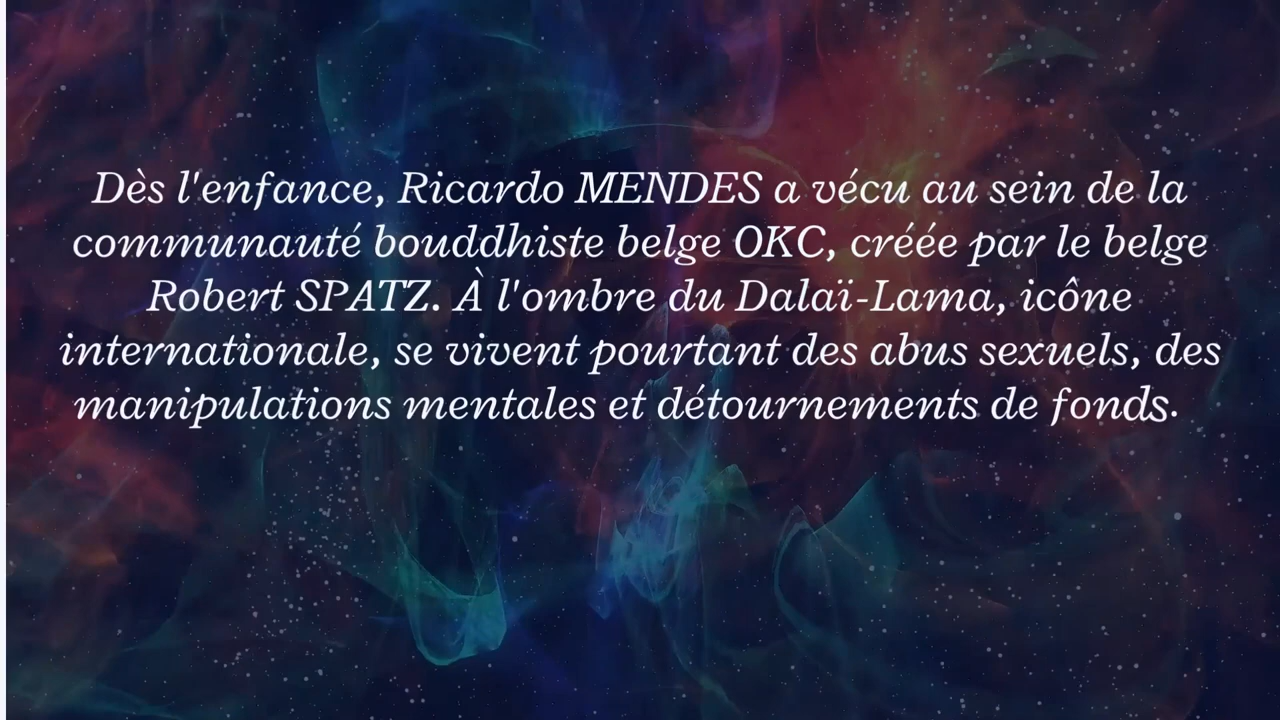 Dès l'enfance, Ricardo MENDES a vécu au sein de la
communauté bouddhiste belge OKC, créée par le belge
Robert SPATZ. À l'ombre du Dalaï-Lama, icône
internationale, se vivent pourtant des abus sexuels, des
manipulations mentales et détournements de fonds.